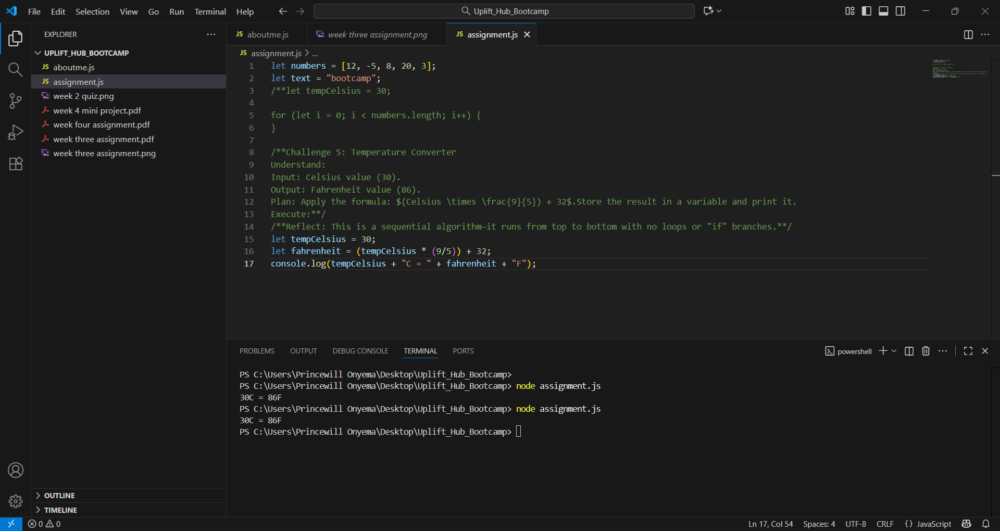 File Edit Selection View Go Run Terminal Help
Uplift_Hub_Bootcamp
EXPLORER
UPLIFT_HUB_BOOTCAMP
JS aboutme.js
JS assignment.js
week 2 quiz.png
week 4 mini project.pdf
week four assignment.pdf
week three assignment.pdf
week three assignment.png
OUTLINE
TIMELINE
JS aboutme.js week three assignment.png JS assignment.js
JS assignment.js > ...
1 let numbers = [12, -5, 8, 20, 3];
2 let text = "bootcamp";
3 /**let tempCelsius = 30;
4
5 for (let i = 0; i < numbers.length; i++) {
6 }
7
8 /**Challenge 5: Temperature Converter
9 Understand:
10 Input: Celsius value (30).
11 Output: Fahrenheit value (86).
12 Plan: Apply the formula: $(Celsius \times \frac{9}{5}) + 32$.Store the result in a variable and print it.
13 Execute:**/
14 /**Reflect: This is a sequential algorithm—it runs from top to bottom with no loops or "if" branches.**/
15 let tempCelsius = 30;
16 let fahrenheit = (tempCelsius * (9/5)) + 32;
17 console.log(tempCelsius + "C = " + fahrenheit + "F");
PROBLEMS OUTPUT DEBUG CONSOLE TERMINAL PORTS
powershell
PS C:\Users\Princewill Onyema\Desktop\Uplift_Hub_Bootcamp>
PS C:\Users\Princewill Onyema\Desktop\Uplift_Hub_Bootcamp> node assignment.js
30C = 86F
PS C:\Users\Princewill Onyema\Desktop\Uplift_Hub_Bootcamp> node assignment.js
30C = 86F
PS C:\Users\Princewill Onyema\Desktop\Uplift_Hub_Bootcamp>
0 0
Ln 17, Col 54 Spaces: 4 UTF-8 CRLF {} JavaScript